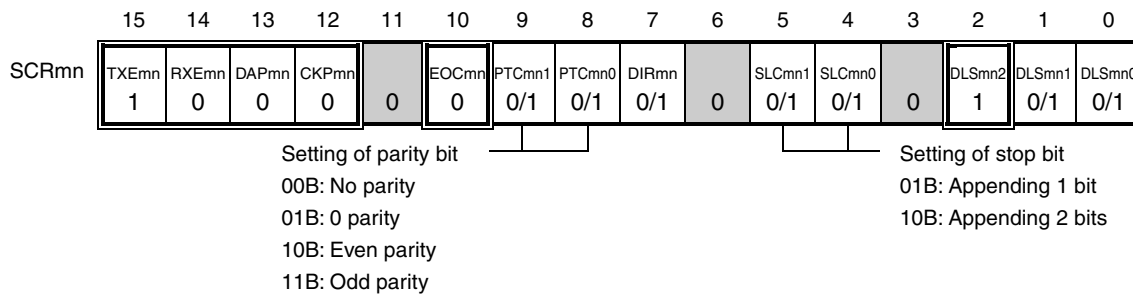 15 14 13 12 11 10 9 8 7 6 5 4 3 2 1 0
SCRmn TXEmn RXEmn DAPmn CKPmn EOCmn PTCmn1 PTCmn0 DIRmn SLCmn1 SLCmn0 DLSmn2 DLSmn1 DLSmn0
1 0 0 0 0 0 0/1 0/1 0/1 0 0/1 0/1 0 1 0/1 0/1
Setting of parity bit
00B: No parity
01B: 0 parity
10B: Even parity
11B: Odd parity
Setting of stop bit
01B: Appending 1 bit
10B: Appending 2 bits